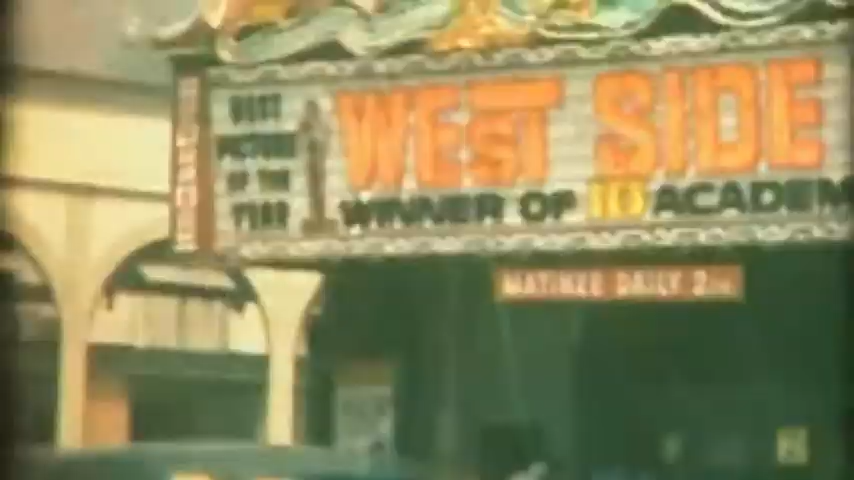 BEST
PICTURE
OF THE
YEAR
WEST SIDE
WINNER OF 10 ACADEM
MATINEE DAILY 2